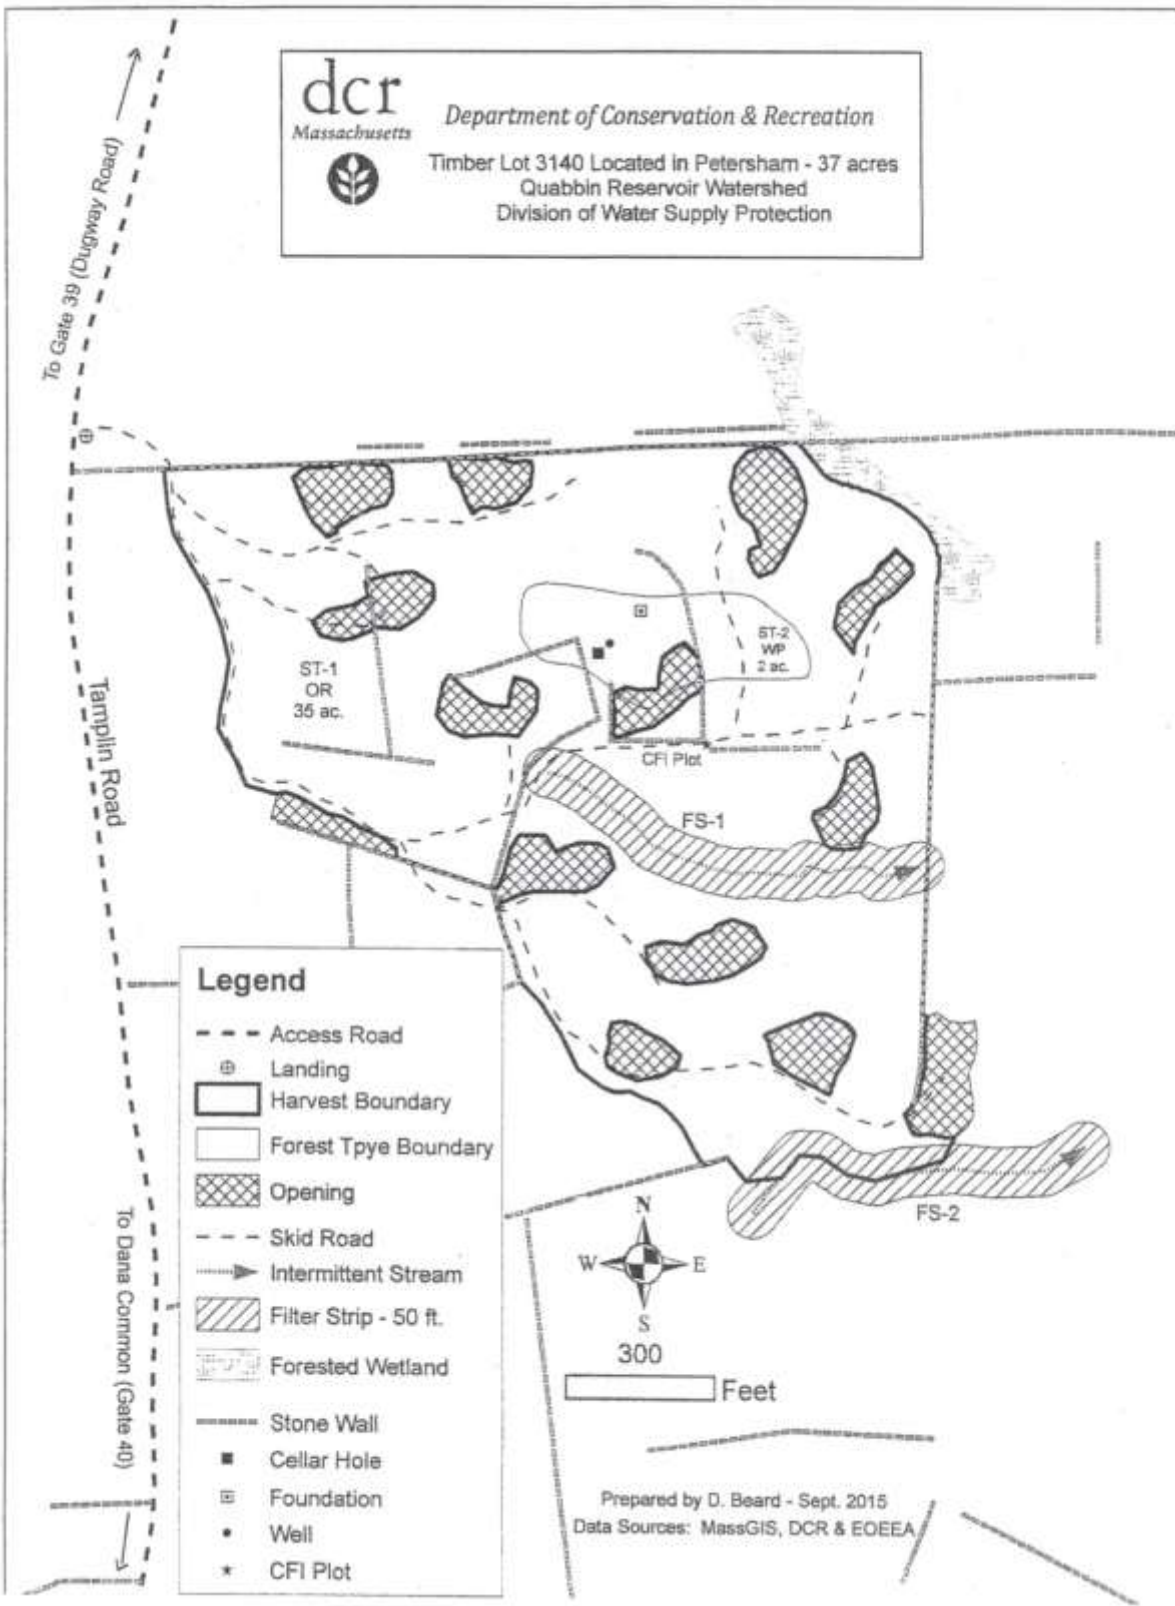 dcr
Massachusetts
Department of Conservation & Recreation
Timber Lot 3140 Located in Petersham - 37 acres
Quabbin Reservoir Watershed
Division of Water Supply Protection
To Gate 39 (Dugway Road)
Tamplin Road
To Dana Common (Gate 40)
ST-1
OR
35 ac.
ST-2
WP
2 ac.
CFI Plot
FS-1
FS-2
Legend
Access Road
Landing
Harvest Boundary
Forest Tpye Boundary
Opening
Skid Road
Intermittent Stream
Filter Strip - 50 ft.
Forested Wetland
Stone Wall
Cellar Hole
Foundation
Well
CFI Plot
N
W E
S
300
Feet
Prepared by D. Beard - Sept. 2015
Data Sources: MassGIS, DCR & EOEEA